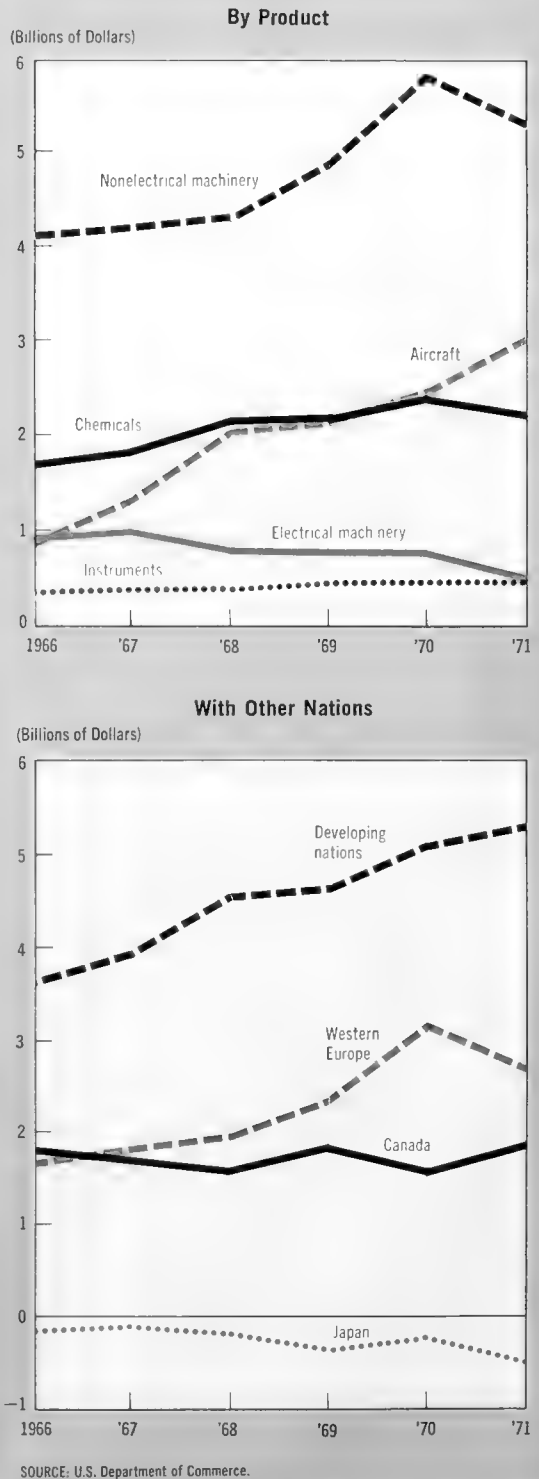 By Product
(Billions of Dollars)
6
5
Nonelectrical machinery
4
Aircraft
3
Chemicals
2
1
Electrical mach nery
Instruments
0
1966 '67 '68 '69 '70 '71
With Other Nations
(Billions of Dollars)
6
Developing
nations
5
4
3
Western
Europe
2
Canada
1
0
Japan
−1
1966 '67 '68 '69 '70 '71
SOURCE: U.S. Department of Commerce.